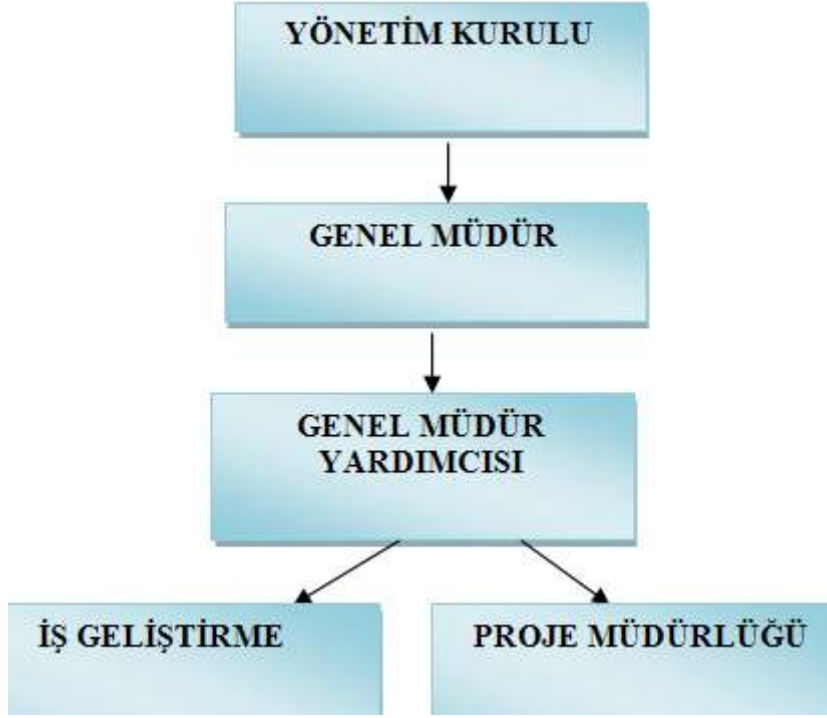 YÖNETİM KURULU
GENEL MÜDÜR
GENEL MÜDÜR
YARDIMCISI
İŞ GELİŞTİRME
PROJE MÜDÜRLÜĞÜ